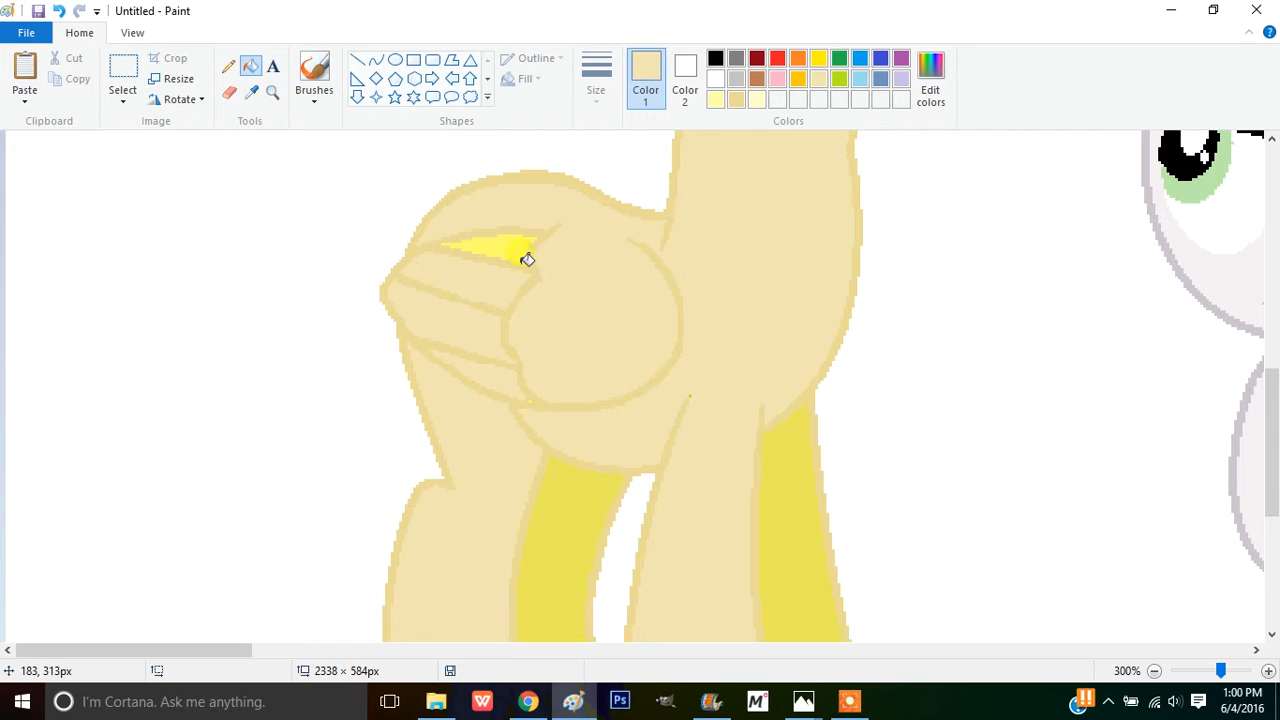 Untitled - Paint
File
Home
View
Paste
Cut
Copy
Clipboard
Select
Crop
Resize
Rotate
Image
A
Tools
Brushes
Shapes
Outline
Fill
Size
Color
1
Color
2
Edit
colors
Colors
183, 313px
2338 × 584px
300%
I'm Cortana. Ask me anything.
W
Ps
M
1:00 PM
6/4/2016